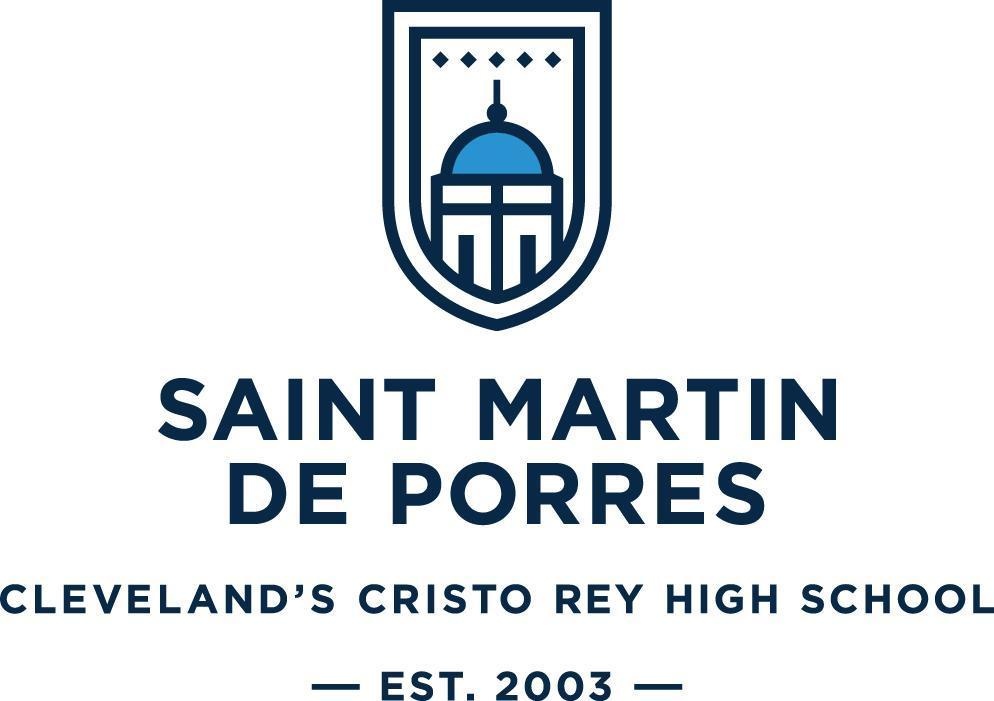 SAINT MARTIN
DE PORRES
CLEVELAND’S CRISTO REY HIGH SCHOOL
— EST. 2003 —